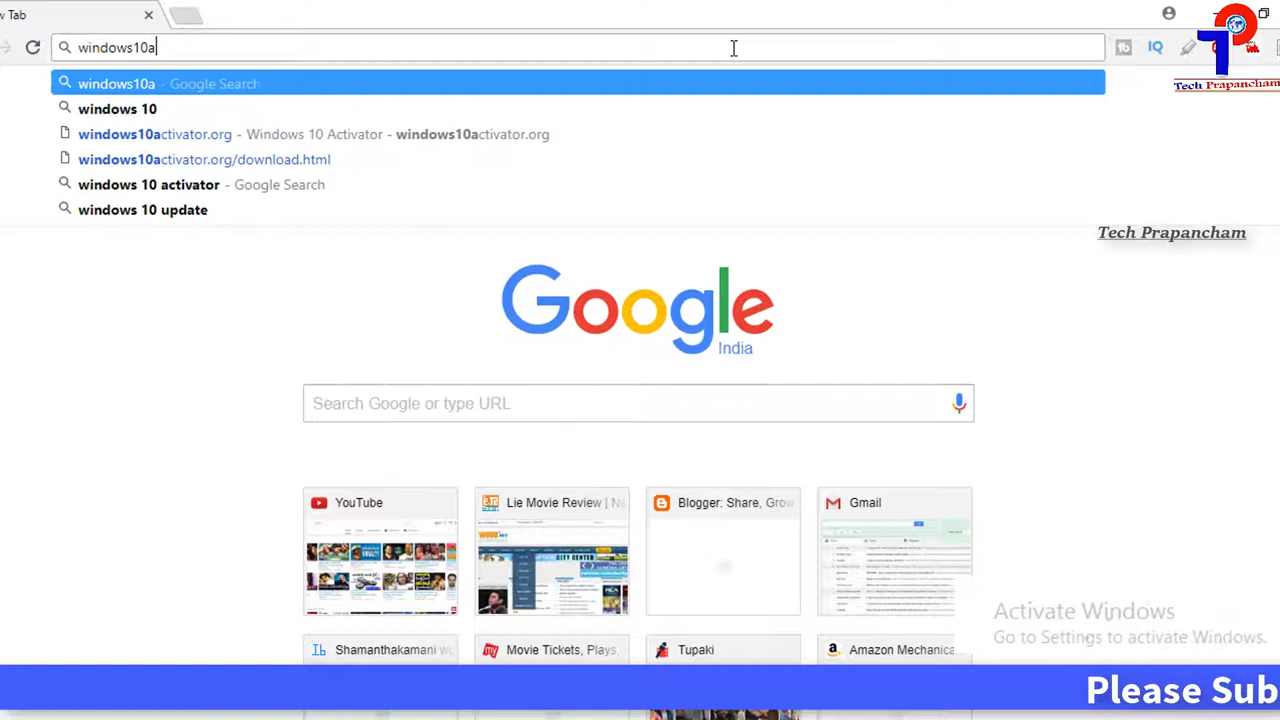 w Tab
windows10a
Tech Prapancham
windows10a - Google Search
windows 10
windows10activator.org - Windows 10 Activator - windows10activator.org
windows10activator.org/download.html
windows 10 activator - Google Search
windows 10 update
Tech Prapancham
Google
India
Search Google or type URL
YouTube
Lie Movie Review | Ne
Blogger: Share, Grow
Gmail
Activate Windows
Go to Settings to activate Windows.
Shamanthakamani
Movie Tickets, Plays
Tupaki
Amazon Mechanica
Please Sub